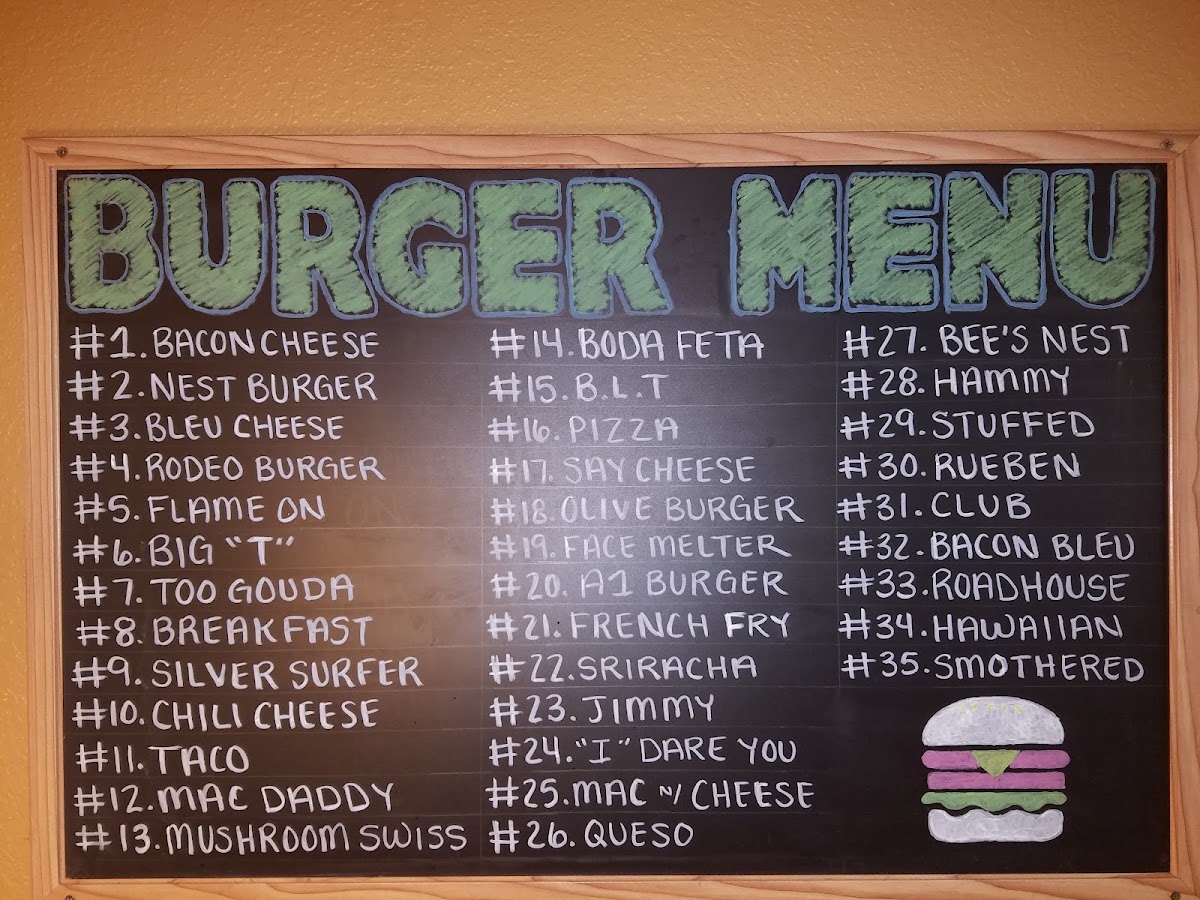 BURGER MENU
#1. BACON CHEESE
#2. NEST BURGER
#3. BLEU CHEESE
#4. RODEO BURGER
#5. FLAME ON
#6. BIG "T"
#7. TOO GOUDA
#8. BREAKFAST
#9. SILVER SURFER
#10. CHILI CHEESE
#11. TACO
#12. MAC DADDY
#13. MUSHROOM SWISS
#14. BODA FETA
#15. B.L.T
#16. PIZZA
#17. SAY CHEESE
#18. OLIVE BURGER
#19. FACE MELTER
#20. A1 BURGER
#21. FRENCH FRY
#22. SRIRACHA
#23. JIMMY
#24. "I" DARE YOU
#25. MAC N/ CHEESE
#26. QUESO
#27. BEE'S NEST
#28. HAMMY
#29. STUFFED
#30. RUEBEN
#31. CLUB
#32. BACON BLEU
#33. ROADHOUSE
#34. HAWAIIAN
#35. SMOTHERED